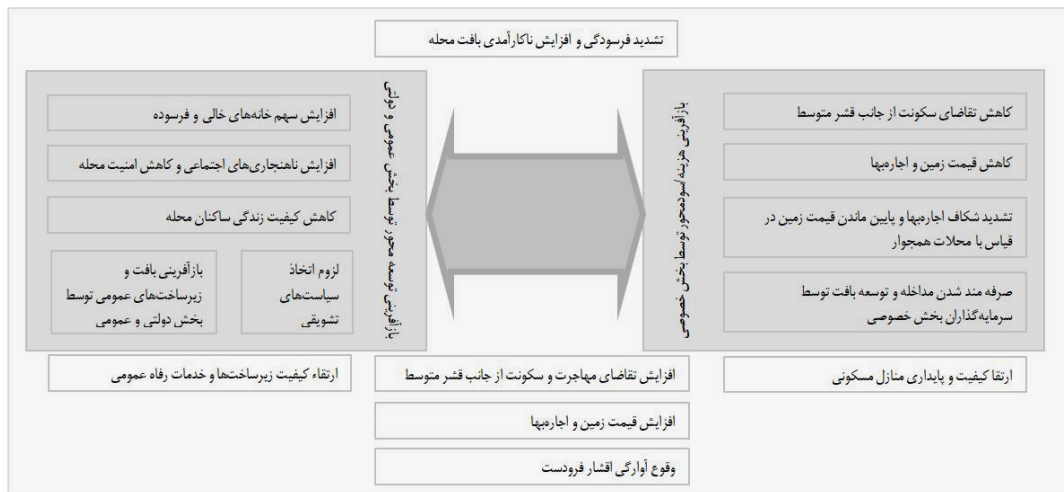 تشدید فرسودگی و افزایش ناکارآمدی بافت محله
بازآفرینی هزینه/سودمحور توسط بخش خصوصی
کاهش تقاضای سکونت از جانب قشر متوسط
کاهش قیمت زمین و اجاره‌بها
تشدید شکاف اجاره‌بها و پایین ماندن قیمت زمین در
قیاس با محلات همجوار
صرفه مند شدن مداخله و توسعه بافت توسط
سرمایه‌گذاران بخش خصوصی
بازآفرینی توسعه محور توسط بخش عمومی و دولتی
افزایش سهم خانه‌های خالی و فرسوده
افزایش ناهنجاری‌های اجتماعی و کاهش امنیت محله
کاهش کیفیت زندگی ساکنان محله
لزوم اتخاذ
سیاست‌های
تشویقی
بازآفرینی بافت و
زیرساخت‌های عمومی توسط
بخش دولتی و عمومی
ارتقا کیفیت و پایداری منازل مسکونی
افزایش تقاضای مهاجرت و سکونت از جانب قشر متوسط
ارتقاء کیفیت زیرساخت‌ها و خدمات رفاه عمومی
افزایش قیمت زمین و اجاره‌بها
وقوع آوارگی اقشار فرودست